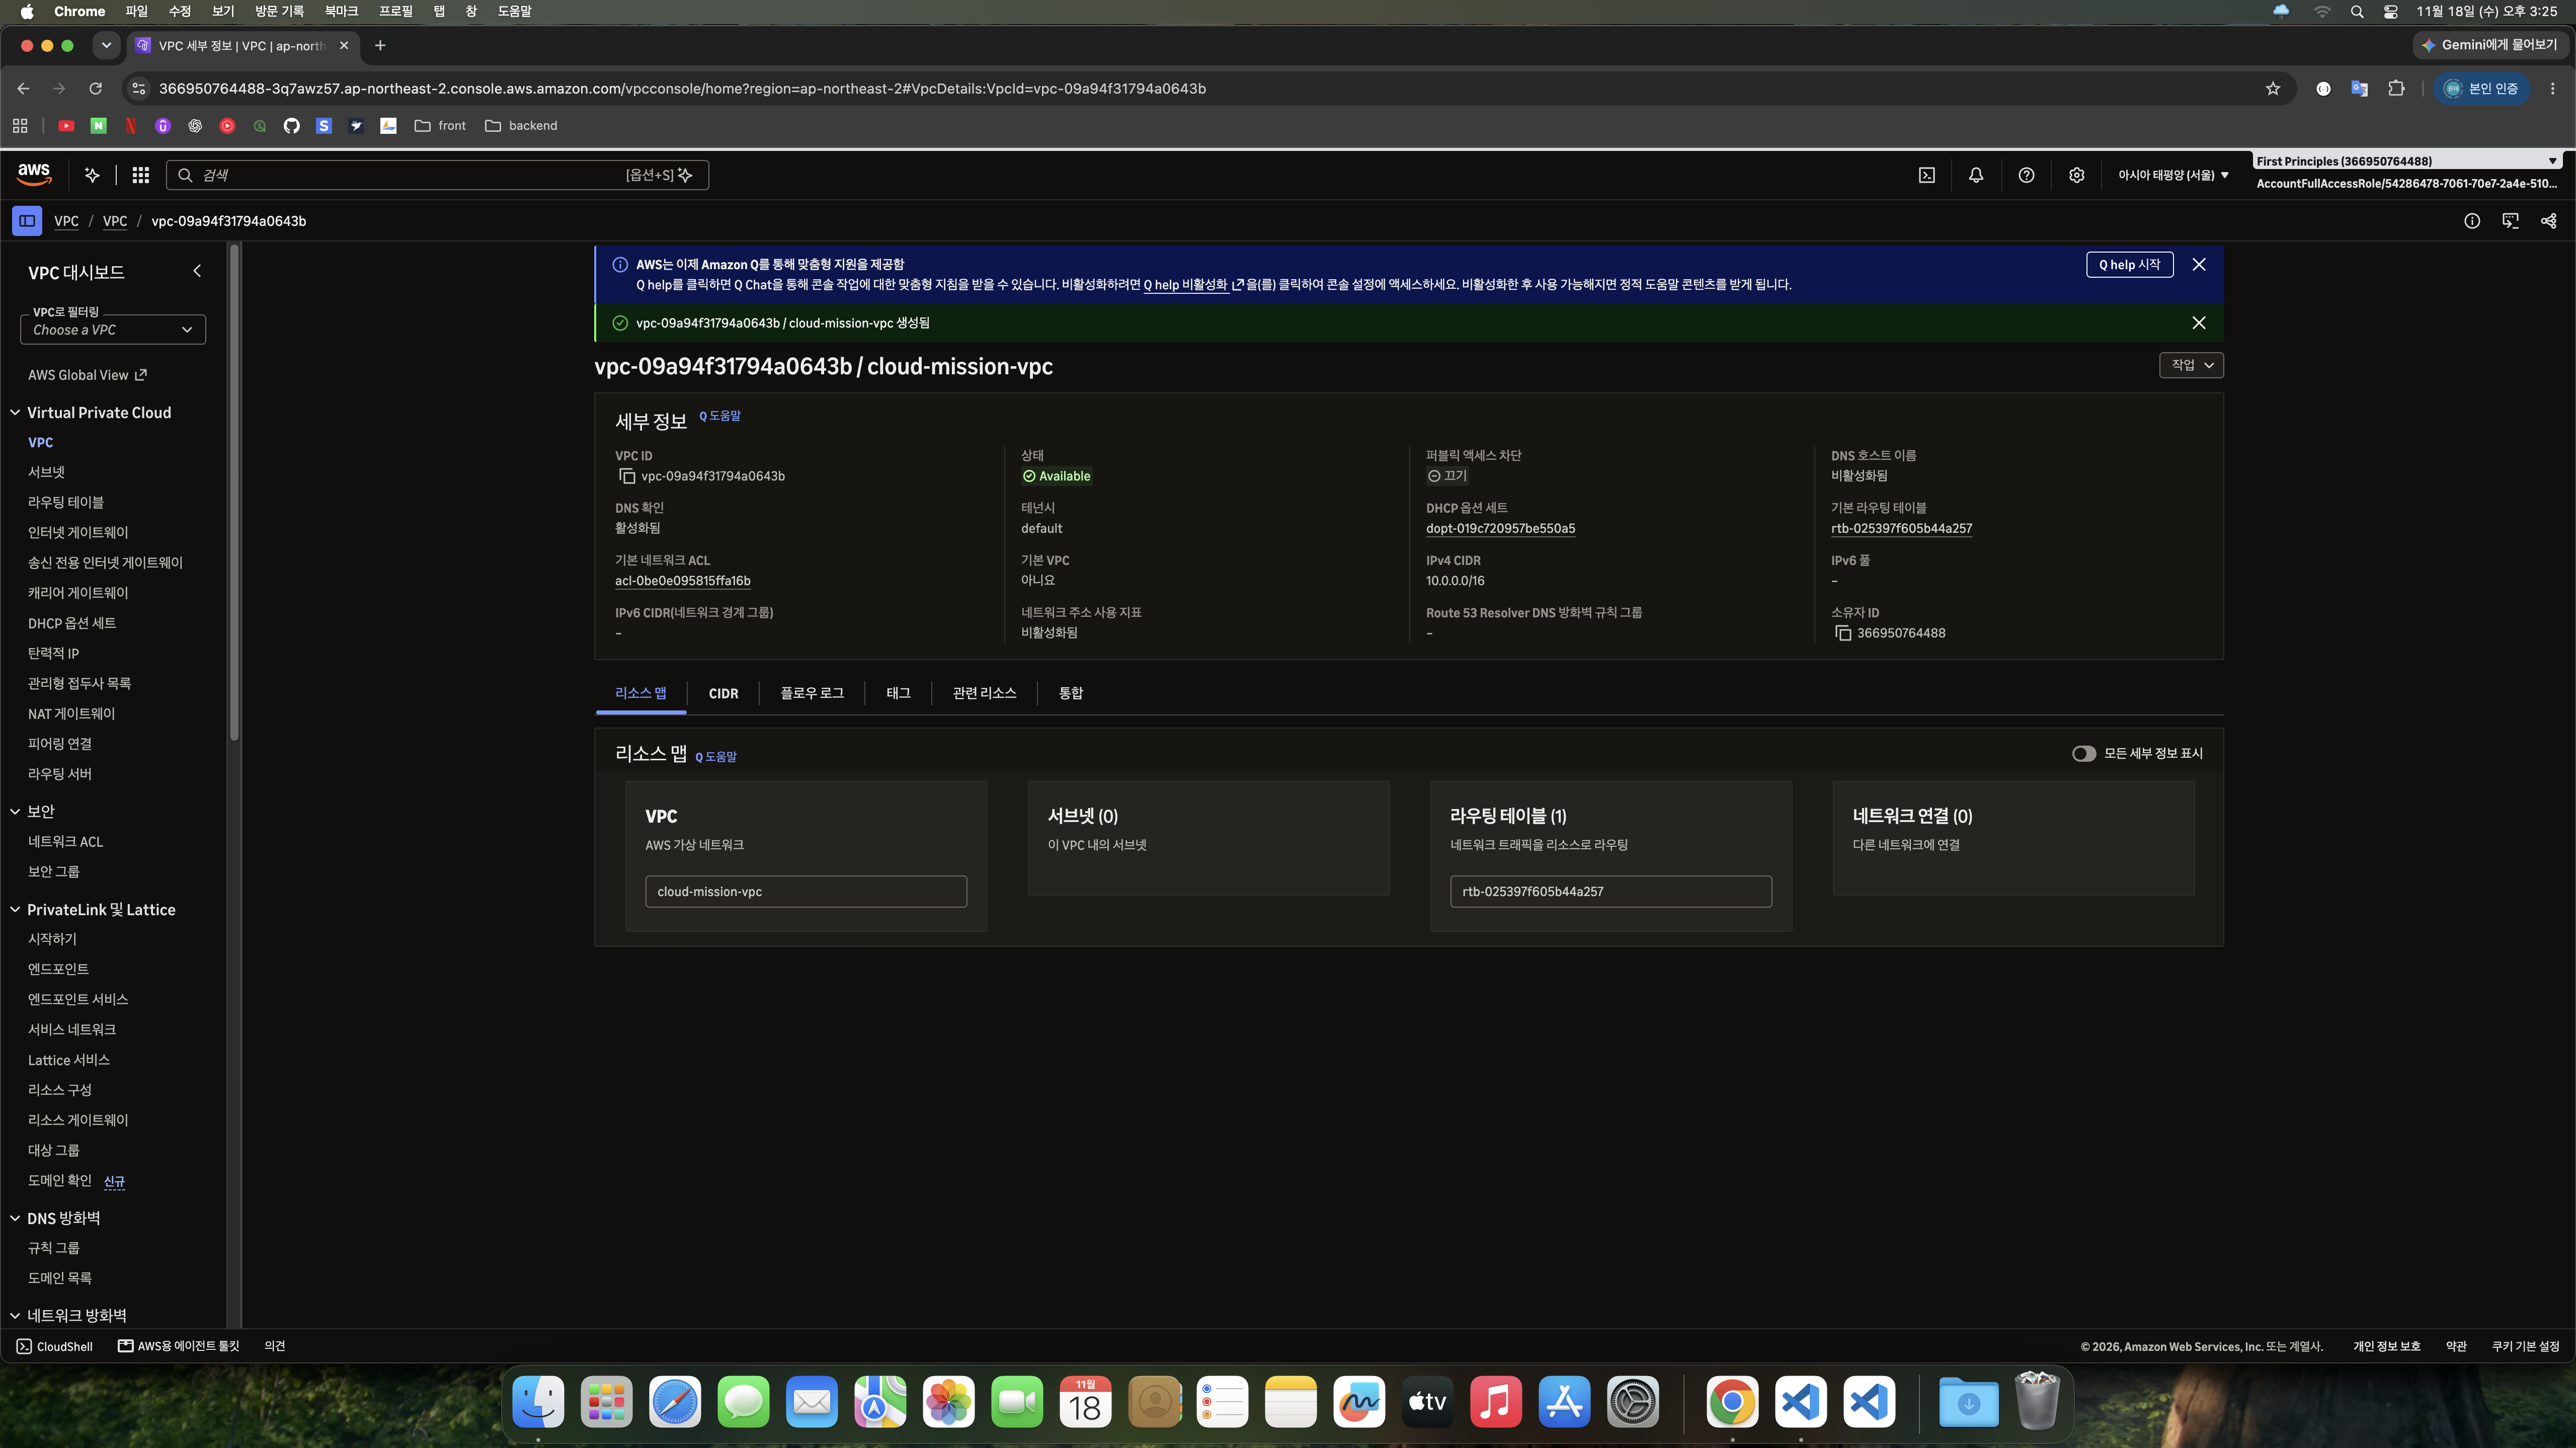 Chrome 파일 수정 보기 방문 기록 북마크 프로필 탭 창 도움말 11월 18일 (수) 오후 3:25
VPC 세부 정보 | VPC | ap-north
Gemini에게 물어보기
366950764488-3q7awz57.ap-northeast-2.console.aws.amazon.com/vpcconsole/home?region=ap-northeast-2#VpcDetails:VpcId=vpc-09a94f31794a0643b
본인 인증
front backend
aws
검색 [옵션+S]
아시아 태평양 (서울)
First Principles (366950764488)
AccountFullAccessRole/54286478-7061-70e7-2a4e-510...
VPC / VPC / vpc-09a94f31794a0643b
VPC 대시보드
VPC로 필터링
Choose a VPC
AWS Global View
Virtual Private Cloud
VPC
서브넷
라우팅 테이블
인터넷 게이트웨이
송신 전용 인터넷 게이트웨이
캐리어 게이트웨이
DHCP 옵션 세트
탄력적 IP
관리형 접두사 목록
NAT 게이트웨이
피어링 연결
라우팅 서버
보안
네트워크 ACL
보안 그룹
PrivateLink 및 Lattice
시작하기
엔드포인트
엔드포인트 서비스
서비스 네트워크
Lattice 서비스
리소스 구성
리소스 게이트웨이
대상 그룹
도메인 확인 신규
DNS 방화벽
규칙 그룹
도메인 목록
네트워크 방화벽
AWS는 이제 Amazon Q를 통해 맞춤형 지원을 제공함
Q help를 클릭하면 Q Chat을 통해 콘솔 작업에 대한 맞춤형 지침을 받을 수 있습니다. 비활성화하려면 Q help 비활성화 을(를) 클릭하여 콘솔 설정에 액세스하세요. 비활성화한 후 사용 가능해지면 정적 도움말 콘텐츠를 받게 됩니다.
Q help 시작
vpc-09a94f31794a0643b / cloud-mission-vpc 생성됨
vpc-09a94f31794a0643b / cloud-mission-vpc
작업
세부 정보 Q 도움말
VPC ID
vpc-09a94f31794a0643b
상태
Available
퍼블릭 액세스 차단
끄기
DNS 호스트 이름
비활성화됨
DNS 확인
활성화됨
테넌시
default
DHCP 옵션 세트
dopt-019c720957be550a5
기본 라우팅 테이블
rtb-025397f605b44a257
기본 네트워크 ACL
acl-0be0e095815ffa16b
기본 VPC
아니요
IPv4 CIDR
10.0.0.0/16
IPv6 풀
–
IPv6 CIDR(네트워크 경계 그룹)
–
네트워크 주소 사용 지표
비활성화됨
Route 53 Resolver DNS 방화벽 규칙 그룹
–
소유자 ID
366950764488
리소스 맵 CIDR 플로우 로그 태그 관련 리소스 통합
리소스 맵 Q 도움말
모든 세부 정보 표시
VPC
AWS 가상 네트워크
cloud-mission-vpc
서브넷 (0)
이 VPC 내의 서브넷
라우팅 테이블 (1)
네트워크 트래픽을 리소스로 라우팅
rtb-025397f605b44a257
네트워크 연결 (0)
다른 네트워크에 연결
CloudShell AWS용 에이전트 툴킷 의견
© 2026, Amazon Web Services, Inc. 또는 계열사. 개인 정보 보호 약관 쿠키 기본 설정
11월
18
tv